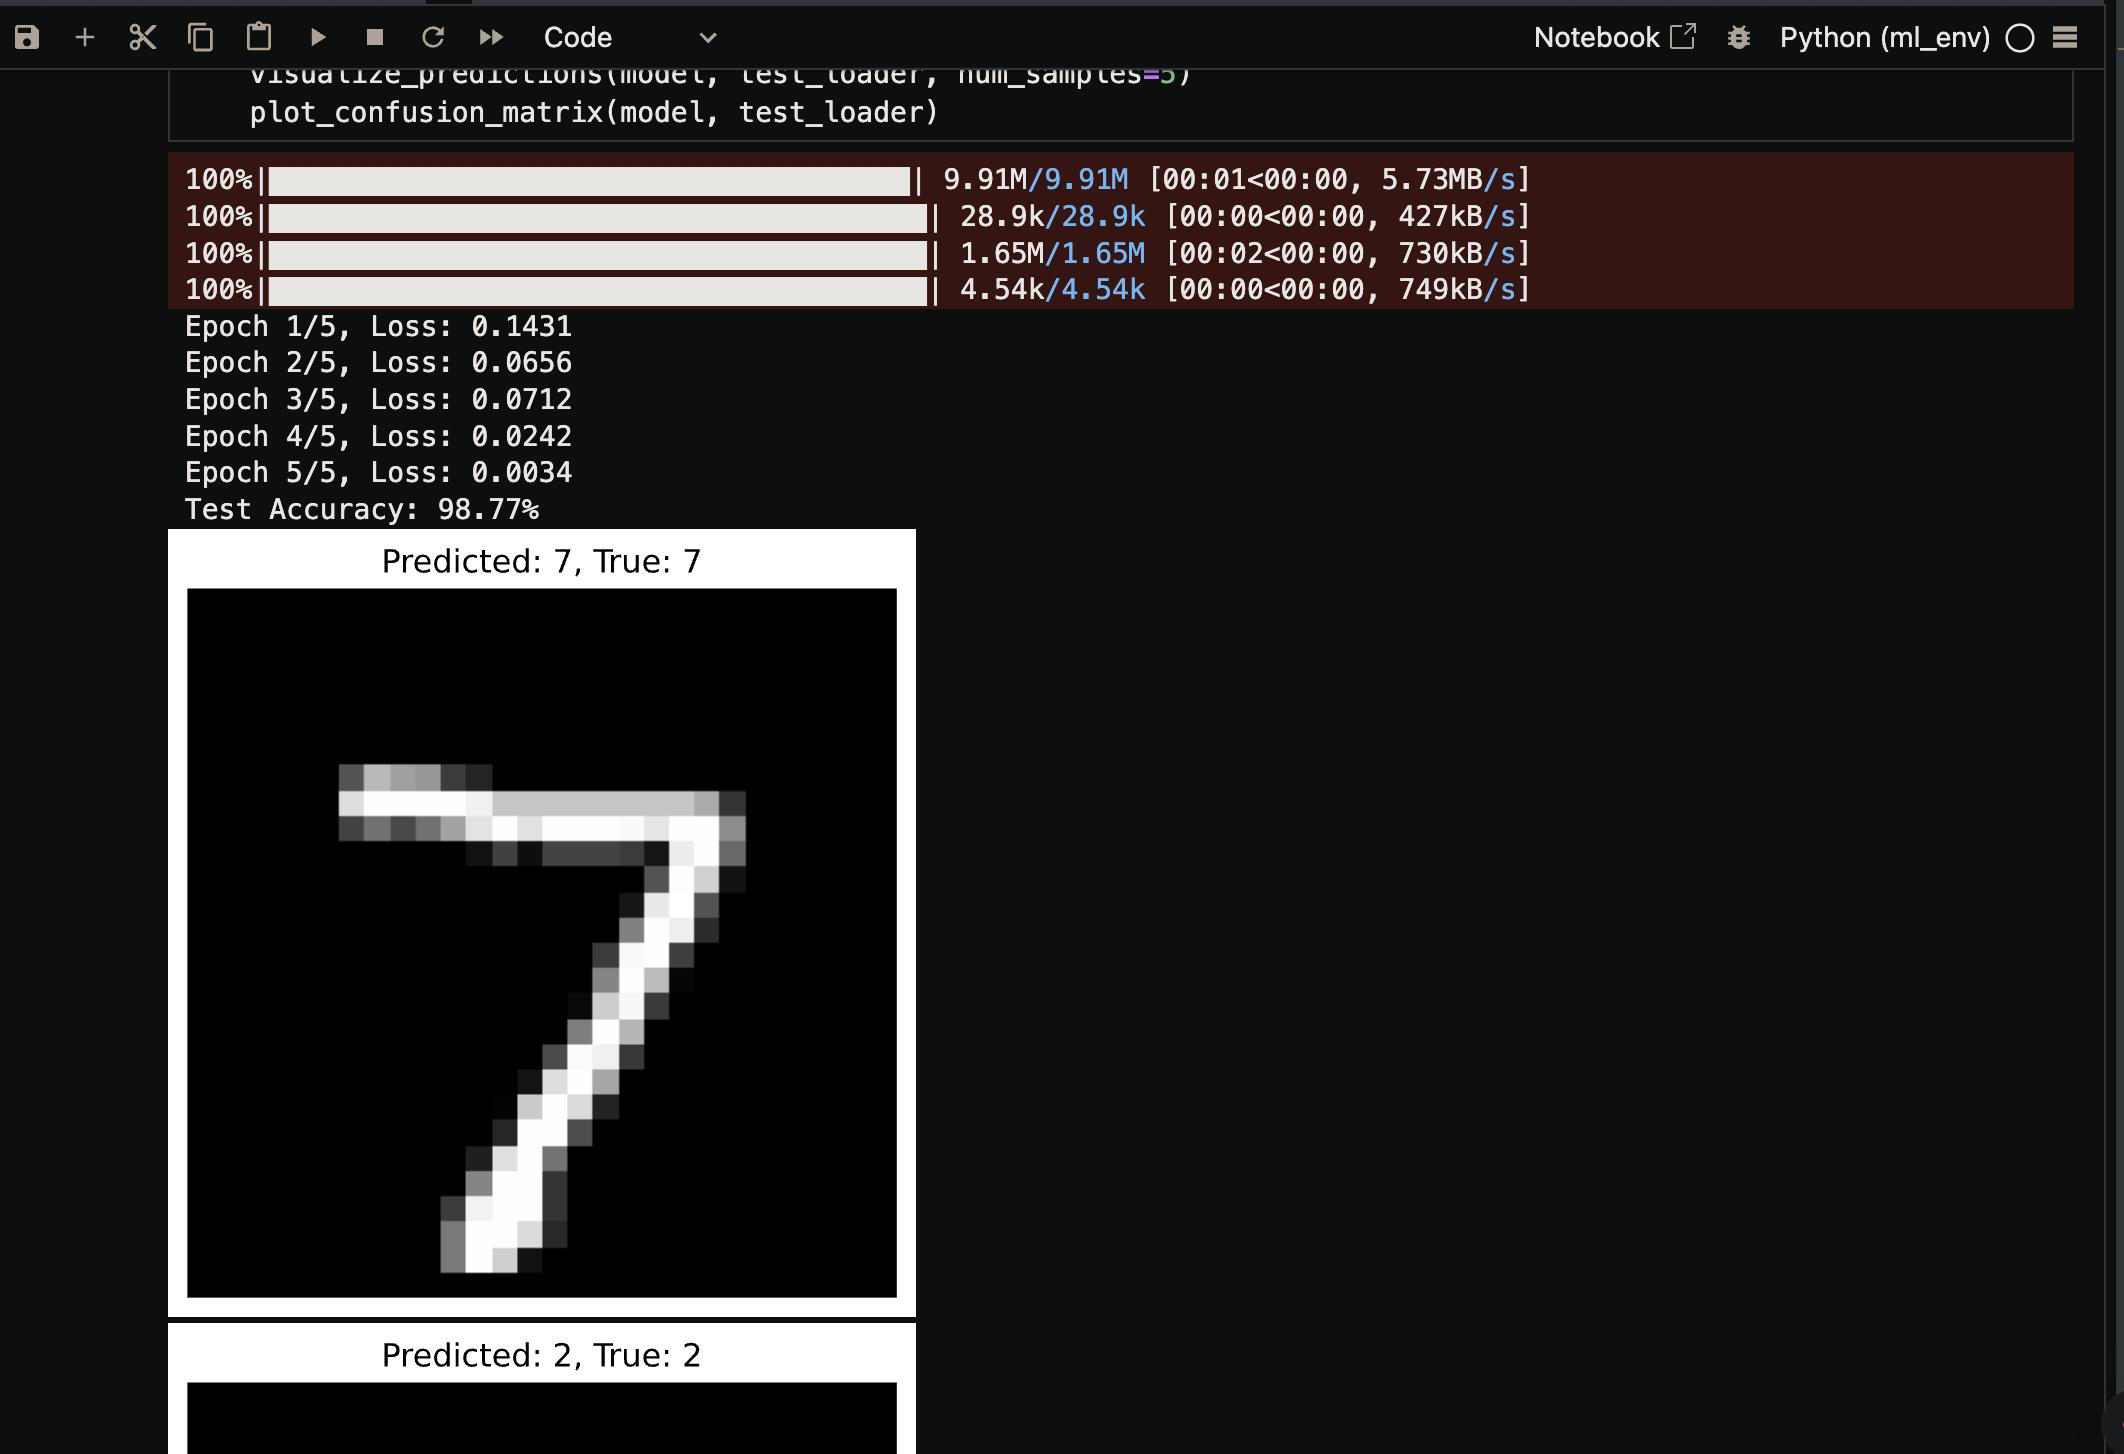 Code
Notebook
Python (ml_env)
visualize_predictions(model, test_loader, num_samples=5)
plot_confusion_matrix(model, test_loader)
100%| | 9.91M/9.91M [00:01<00:00, 5.73MB/s]
100%| | 28.9k/28.9k [00:00<00:00, 427kB/s]
100%| | 1.65M/1.65M [00:02<00:00, 730kB/s]
100%| | 4.54k/4.54k [00:00<00:00, 749kB/s]
Epoch 1/5, Loss: 0.1431
Epoch 2/5, Loss: 0.0656
Epoch 3/5, Loss: 0.0712
Epoch 4/5, Loss: 0.0242
Epoch 5/5, Loss: 0.0034
Test Accuracy: 98.77%
Predicted: 7, True: 7
7
Predicted: 2, True: 2